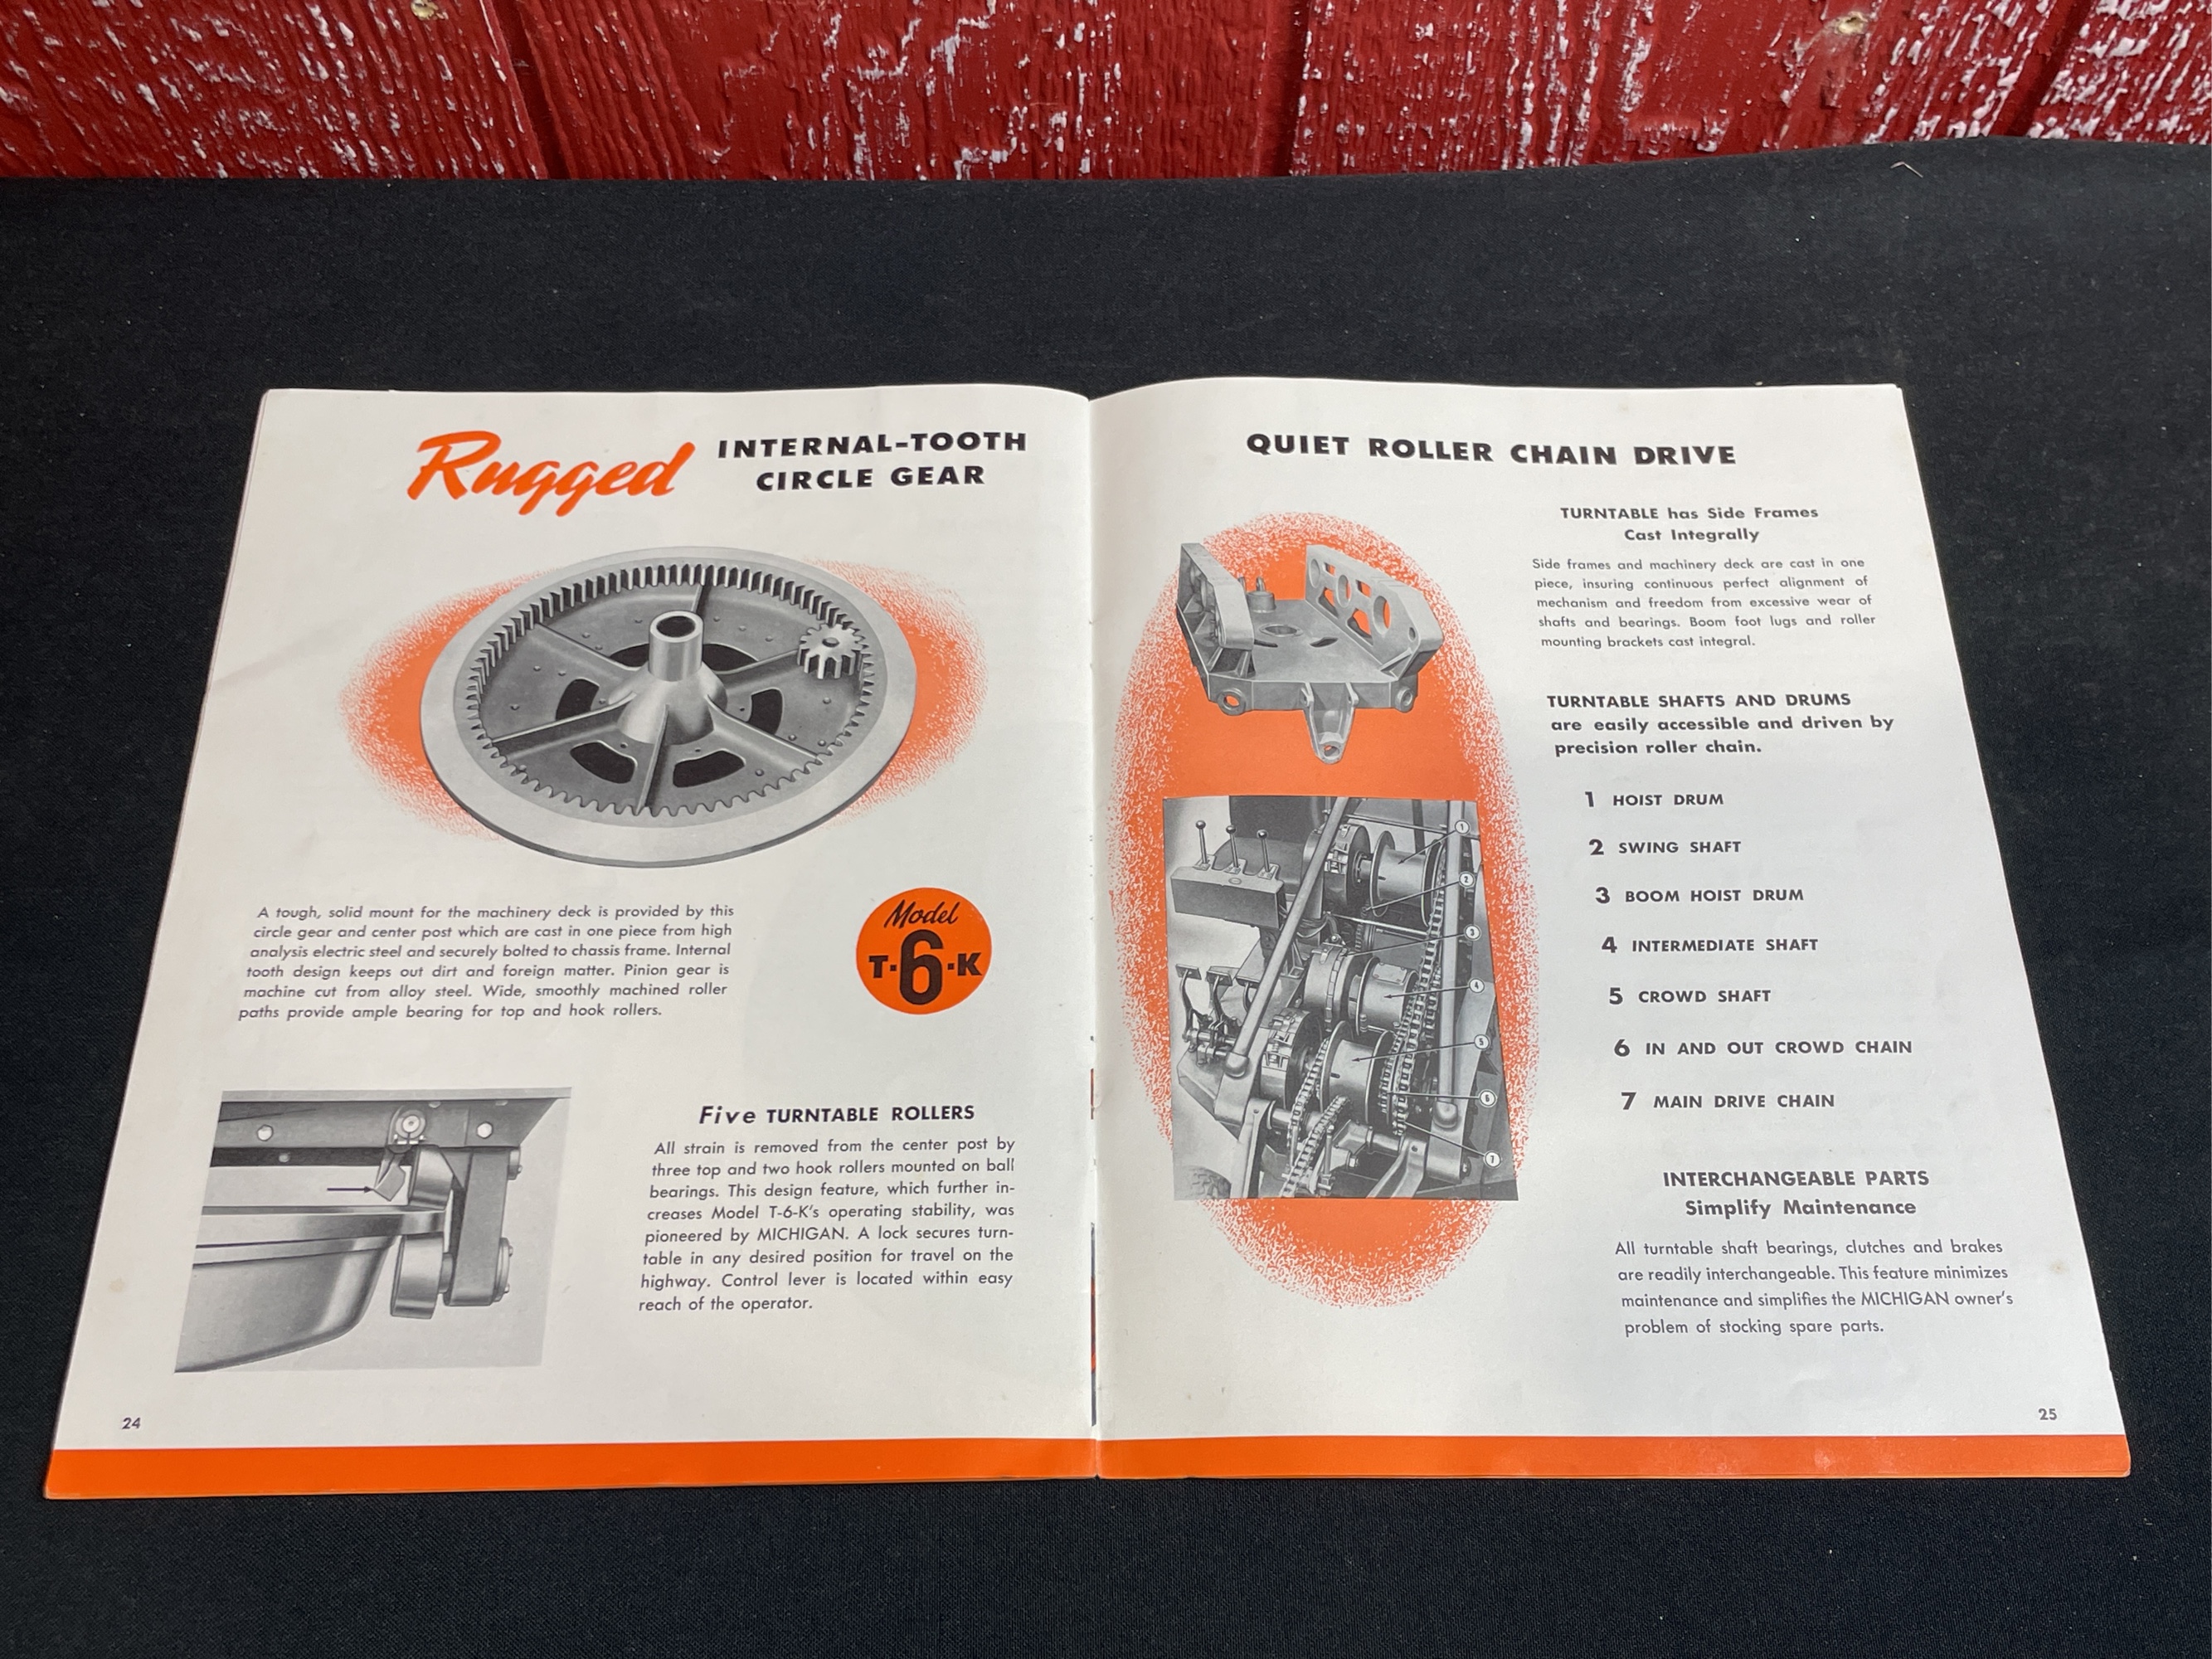 Rugged INTERNAL-TOOTH
CIRCLE GEAR
A tough, solid mount for the machinery deck is provided by this
circle gear and center post which are cast in one piece from high
analysis electric steel and securely bolted to chassis frame. Internal
tooth design keeps out dirt and foreign matter. Pinion gear is
machine cut from alloy steel. Wide, smoothly machined roller
paths provide ample bearing for top and hook rollers.
Model
T·6·K
Five TURNTABLE ROLLERS
All strain is removed from the center post by
three top and two hook rollers mounted on ball
bearings. This design feature, which further in-
creases Model T-6-K's operating stability, was
pioneered by MICHIGAN. A lock secures turn-
table in any desired position for travel on the
highway. Control lever is located within easy
reach of the operator.
24
QUIET ROLLER CHAIN DRIVE
TURNTABLE has Side Frames
Cast Integrally
Side frames and machinery deck are cast in one
piece, insuring continuous perfect alignment of
mechanism and freedom from excessive wear of
shafts and bearings. Boom foot lugs and roller
mounting brackets cast integral.
TURNTABLE SHAFTS AND DRUMS
are easily accessible and driven by
precision roller chain.
1 HOIST DRUM
2 SWING SHAFT
3 BOOM HOIST DRUM
4 INTERMEDIATE SHAFT
5 CROWD SHAFT
6 IN AND OUT CROWD CHAIN
7 MAIN DRIVE CHAIN
1
2
3
4
5
6
7
INTERCHANGEABLE PARTS
Simplify Maintenance
All turntable shaft bearings, clutches and brakes
are readily interchangeable. This feature minimizes
maintenance and simplifies the MICHIGAN owner's
problem of stocking spare parts.
25